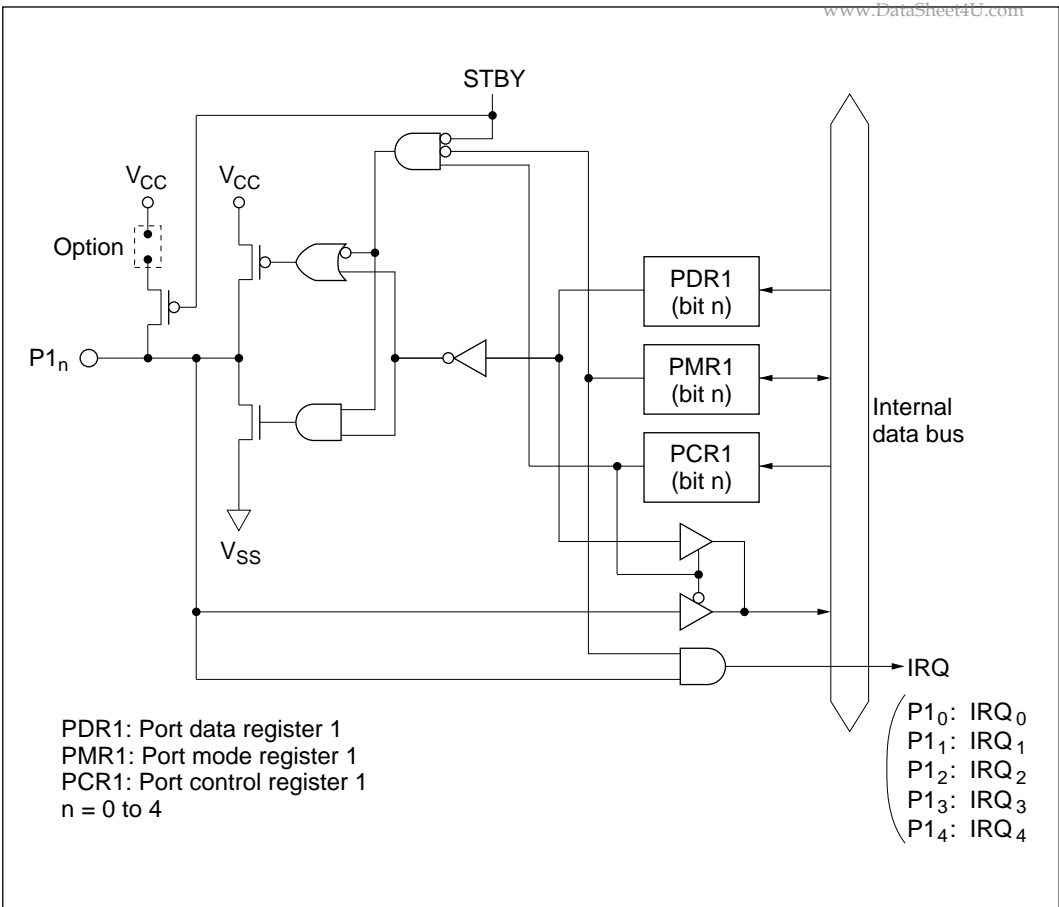 www.DataSheet4U.com
STBY
VCC
VCC
Option
P1n
VSS
PDR1
(bit n)
PMR1
(bit n)
PCR1
(bit n)
Internal
data bus
IRQ
P10: IRQ0
P11: IRQ1
P12: IRQ2
P13: IRQ3
P14: IRQ4
PDR1: Port data register 1
PMR1: Port mode register 1
PCR1: Port control register 1
n = 0 to 4